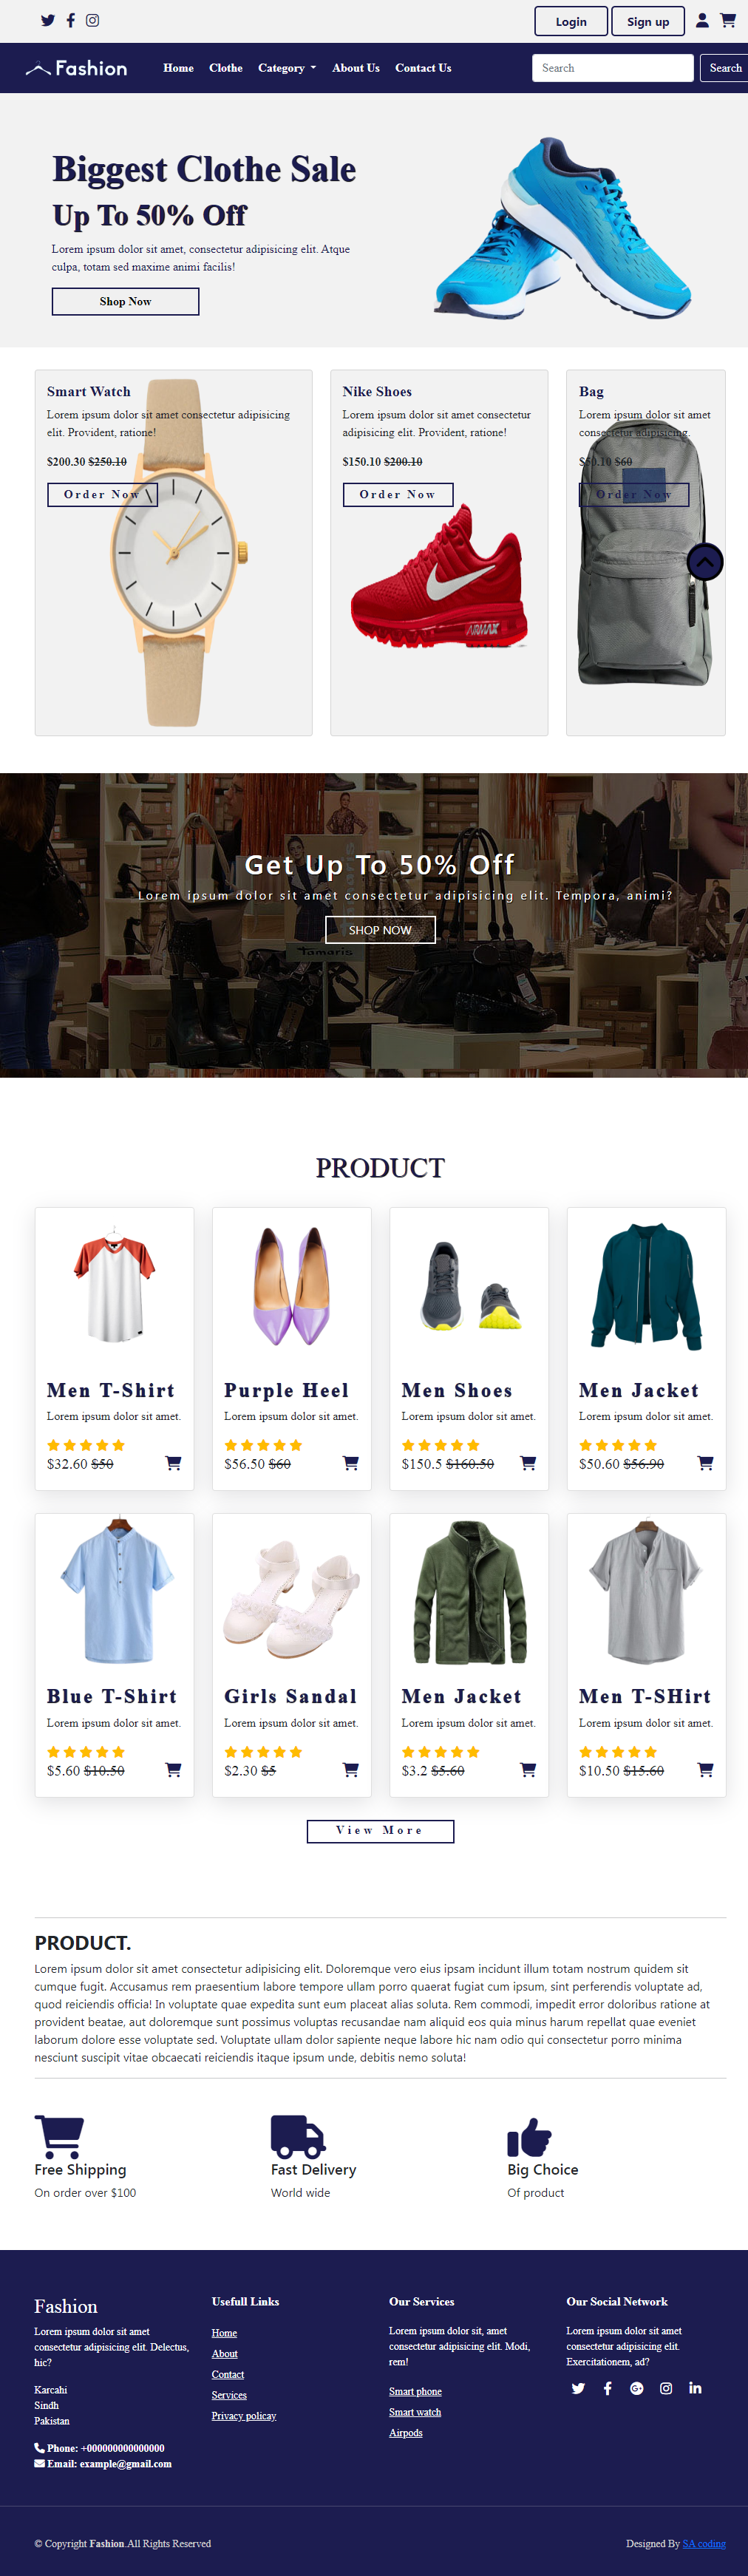 Login Sign up
Fashion Home Clothe Category About Us Contact Us Search Search
Biggest Clothe Sale
Up To 50% Off
Lorem ipsum dolor sit amet, consectetur adipisicing elit. Atque
culpa, totam sed maxime animi facilis!
Shop Now
Smart Watch
Lorem ipsum dolor sit amet consectetur adipisicing
elit. Provident, ratione!
$200.30 $250.10
Order Now
Nike Shoes
Lorem ipsum dolor sit amet consectetur
adipisicing elit. Provident, ratione!
$150.10 $200.10
Order Now
AIRMAX
Bag
Lorem ipsum dolor sit amet
consectetur adipisicing.
$50.10 $60
Order Now
Get Up To 50% Off
Lorem ipsum dolor sit amet consectetur adipisicing elit. Tempora, animi?
SHOP NOW
Tamaris
PRODUCT
Men T-Shirt
Lorem ipsum dolor sit amet.
$32.60 $50
Purple Heel
Lorem ipsum dolor sit amet.
$56.50 $60
Men Shoes
Lorem ipsum dolor sit amet.
$150.5 $160.50
Men Jacket
Lorem ipsum dolor sit amet.
$50.60 $56.90
Blue T-Shirt
Lorem ipsum dolor sit amet.
$5.60 $10.50
Girls Sandal
Lorem ipsum dolor sit amet.
$2.30 $5
Men Jacket
Lorem ipsum dolor sit amet.
$3.2 $5.60
Men T-SHirt
Lorem ipsum dolor sit amet.
$10.50 $15.60
View More
PRODUCT.
Lorem ipsum dolor sit amet consectetur adipisicing elit. Doloremque vero eius ipsam incidunt illum totam nostrum quidem sit
cumque fugit. Accusamus rem praesentium labore tempore ullam porro quaerat fugiat cum ipsum, sint perferendis voluptate ad,
quod reiciendis officia! In voluptate quae expedita sunt eum placeat alias soluta. Rem commodi, impedit error doloribus ratione at
provident beatae, aut doloremque sunt possimus voluptas recusandae nam aliquid eos quia minus harum repellat quae eveniet
laborum dolore esse voluptate sed. Voluptate ullam dolor sapiente neque labore hic nam odio qui consectetur porro minima
nesciunt suscipit vitae obcaecati reiciendis itaque ipsum unde, debitis nemo soluta!
Free Shipping
On order over $100
Fast Delivery
World wide
Big Choice
Of product
Fashion
Lorem ipsum dolor sit amet
consectetur adipisicing elit. Delectus,
hic?
Karcahi
Sindh
Pakistan
Phone: +000000000000000
Email: example@gmail.com
Usefull Links
Home
About
Contact
Services
Privacy policay
Our Services
Lorem ipsum dolor sit, amet
consectetur adipisicing elit. Modi,
rem!
Smart phone
Smart watch
Airpods
Our Social Network
Lorem ipsum dolor sit amet
consectetur adipisicing elit.
Exercitationem, ad?
© Copyright Fashion.All Rights Reserved
Designed By SA coding